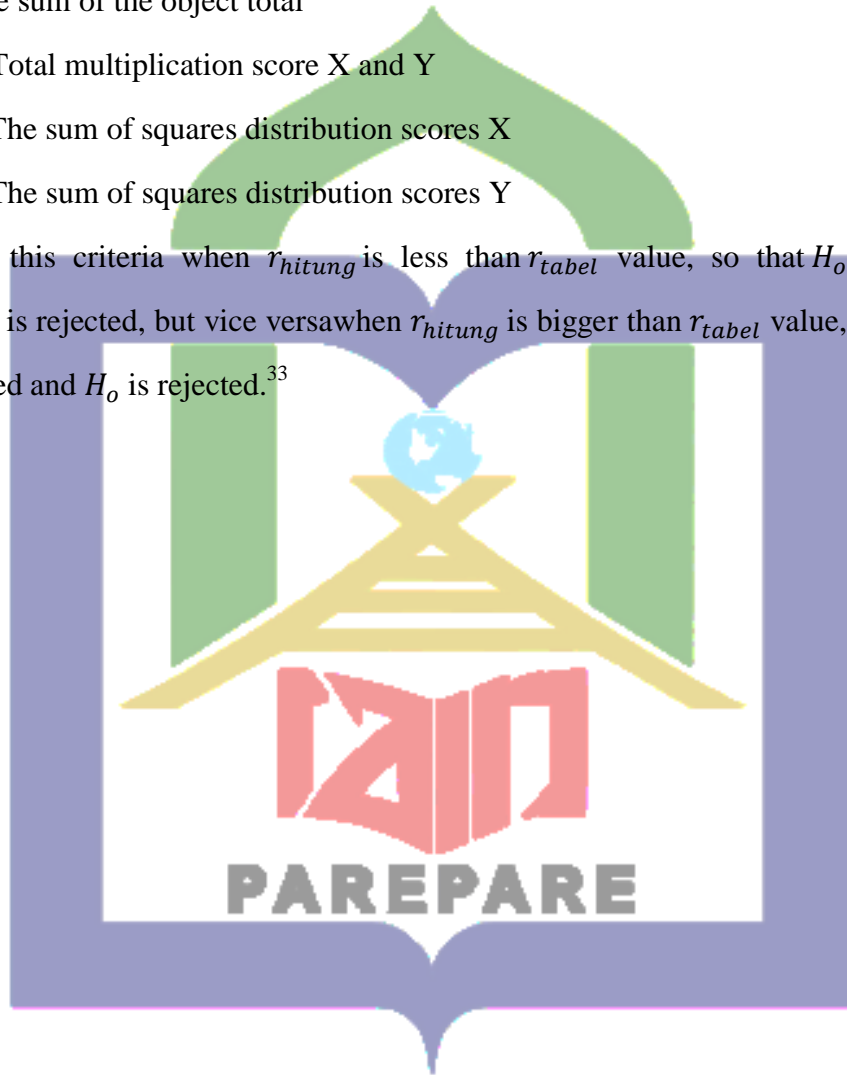 e sum of the object total
Total multiplication score X and Y
The sum of squares distribution scores X
The sum of squares distribution scores Y
this criteria when r_hitung is less than r_tabel value, so that H_o
is rejected, but vice versawhen r_hitung is bigger than r_tabel value,
ed and H_o is rejected.33
IAIN
PAREPARE